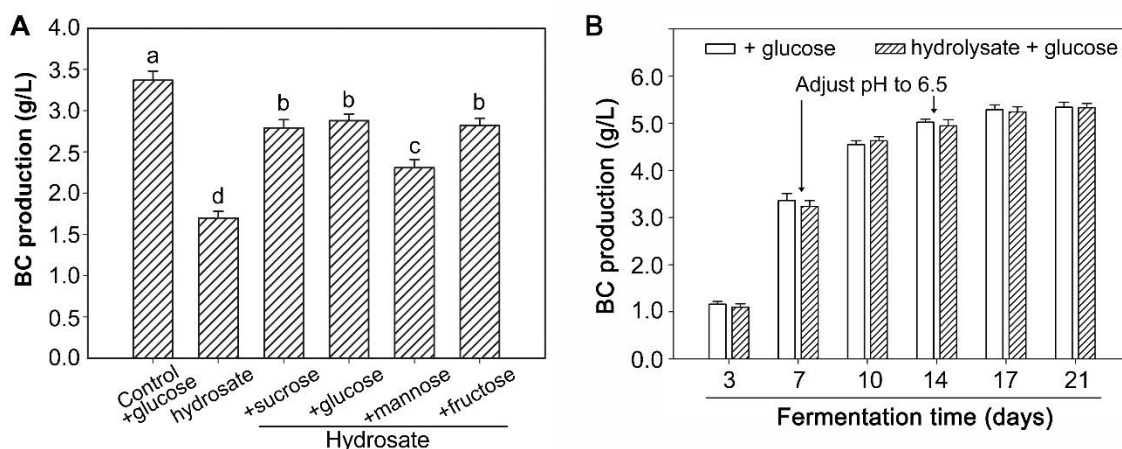 A
BC production (g/L)
4.0
3.5
3.0
2.5
2.0
1.5
1.0
0.5
0.0
a
d
b
b
c
b
Control
+glucose
hydrosate
+sucrose
+glucose
+mannose
+fructose
Hydrosate
B
BC production (g/L)
+ glucose
hydrolysate + glucose
Adjust pH to 6.5
6.0
5.0
4.0
3.0
2.0
1.0
0.0
3 7 10 14 17 21
Fermentation time (days)